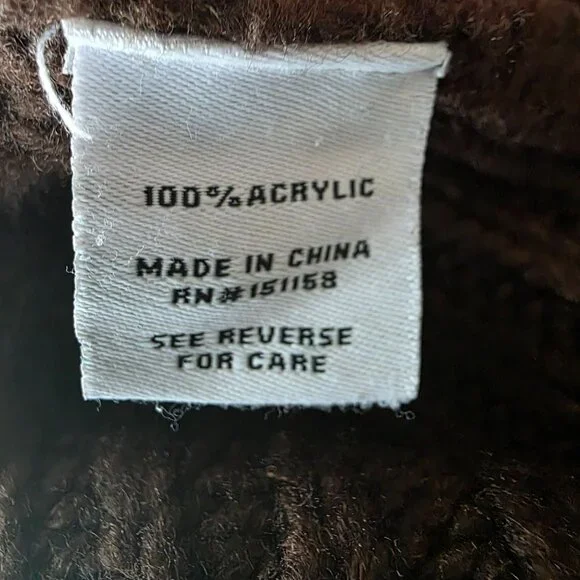 100% ACRYLIC
MADE IN CHINA
RN#151158
SEE REVERSE
FOR CARE